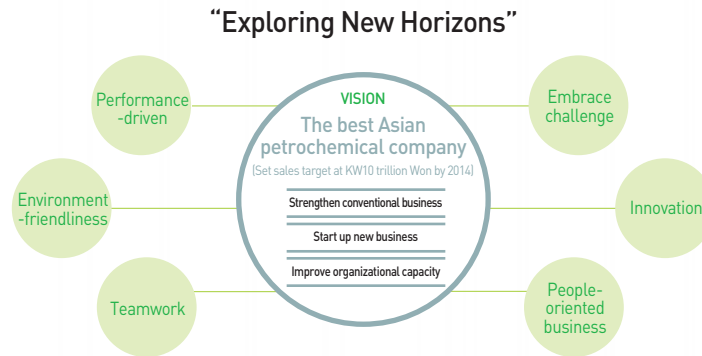 “Exploring New Horizons”
Performance
-driven
Environment
-friendliness
Teamwork
VISION
The best Asian
petrochemical company
(Set sales target at KW10 trillion Won by 2014)
Strengthen conventional business
Start up new business
Improve organizational capacity
Embrace
challenge
Innovation
People-
oriented
business